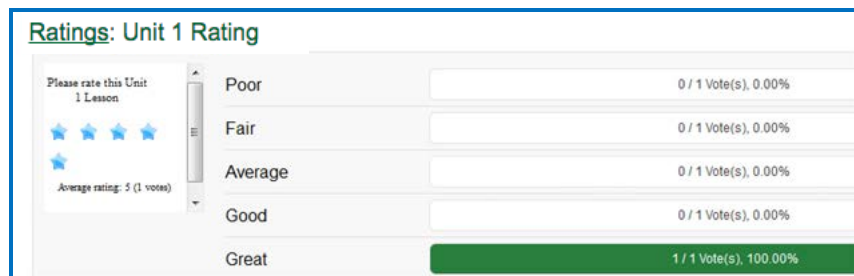 Ratings: Unit 1 Rating
Please rate this Unit
1 Lesson
Average rating: 5 (1 votes)
Poor 0 / 1 Vote(s), 0.00%
Fair 0 / 1 Vote(s), 0.00%
Average 0 / 1 Vote(s), 0.00%
Good 0 / 1 Vote(s), 0.00%
Great 1 / 1 Vote(s), 100.00%